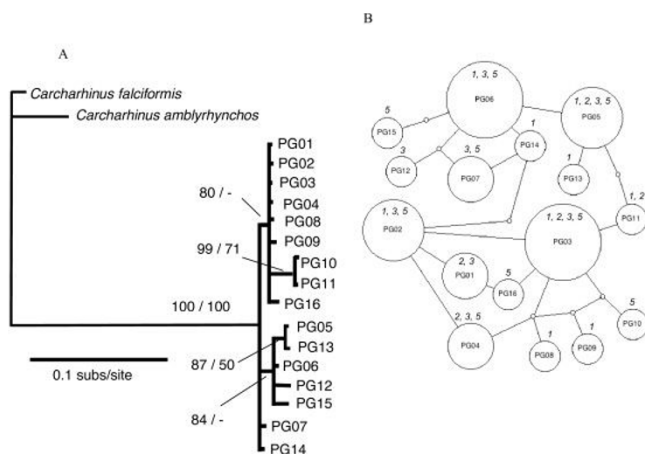 A
Carcharhinus falciformis
Carcharhinus amblyrhynchos
PG01
PG02
80 / -
PG03
PG04
PG08
99 / 71
PG09
PG10
PG11
100 / 100
PG16
PG05
0.1 subs/site
87 / 50
PG13
PG06
PG12
84 / -
PG15
PG07
PG14
B
1, 3, 5
PG06
1, 2, 3, 5
PG05
5
PG15
1
PG14
3
PG12
3, 5
PG07
1
PG13
1, 2
PG11
1, 3, 5
PG02
1, 2, 3, 5
PG03
2, 3
PG01
5
PG16
2, 3, 5
PG04
5
PG10
1
PG08
1
PG09